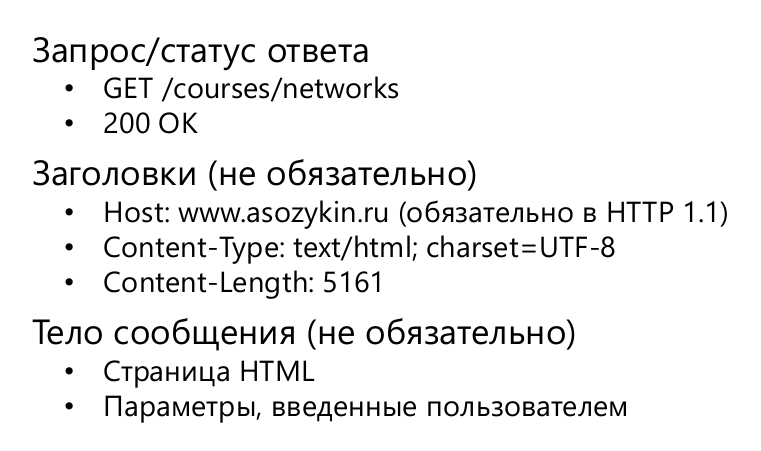 Запрос/статус ответа
• GET /courses/networks
• 200 OK
Заголовки (не обязательно)
• Host: www.asozykin.ru (обязательно в HTTP 1.1)
• Content-Type: text/html; charset=UTF-8
• Content-Length: 5161
Тело сообщения (не обязательно)
• Страница HTML
• Параметры, введенные пользователем